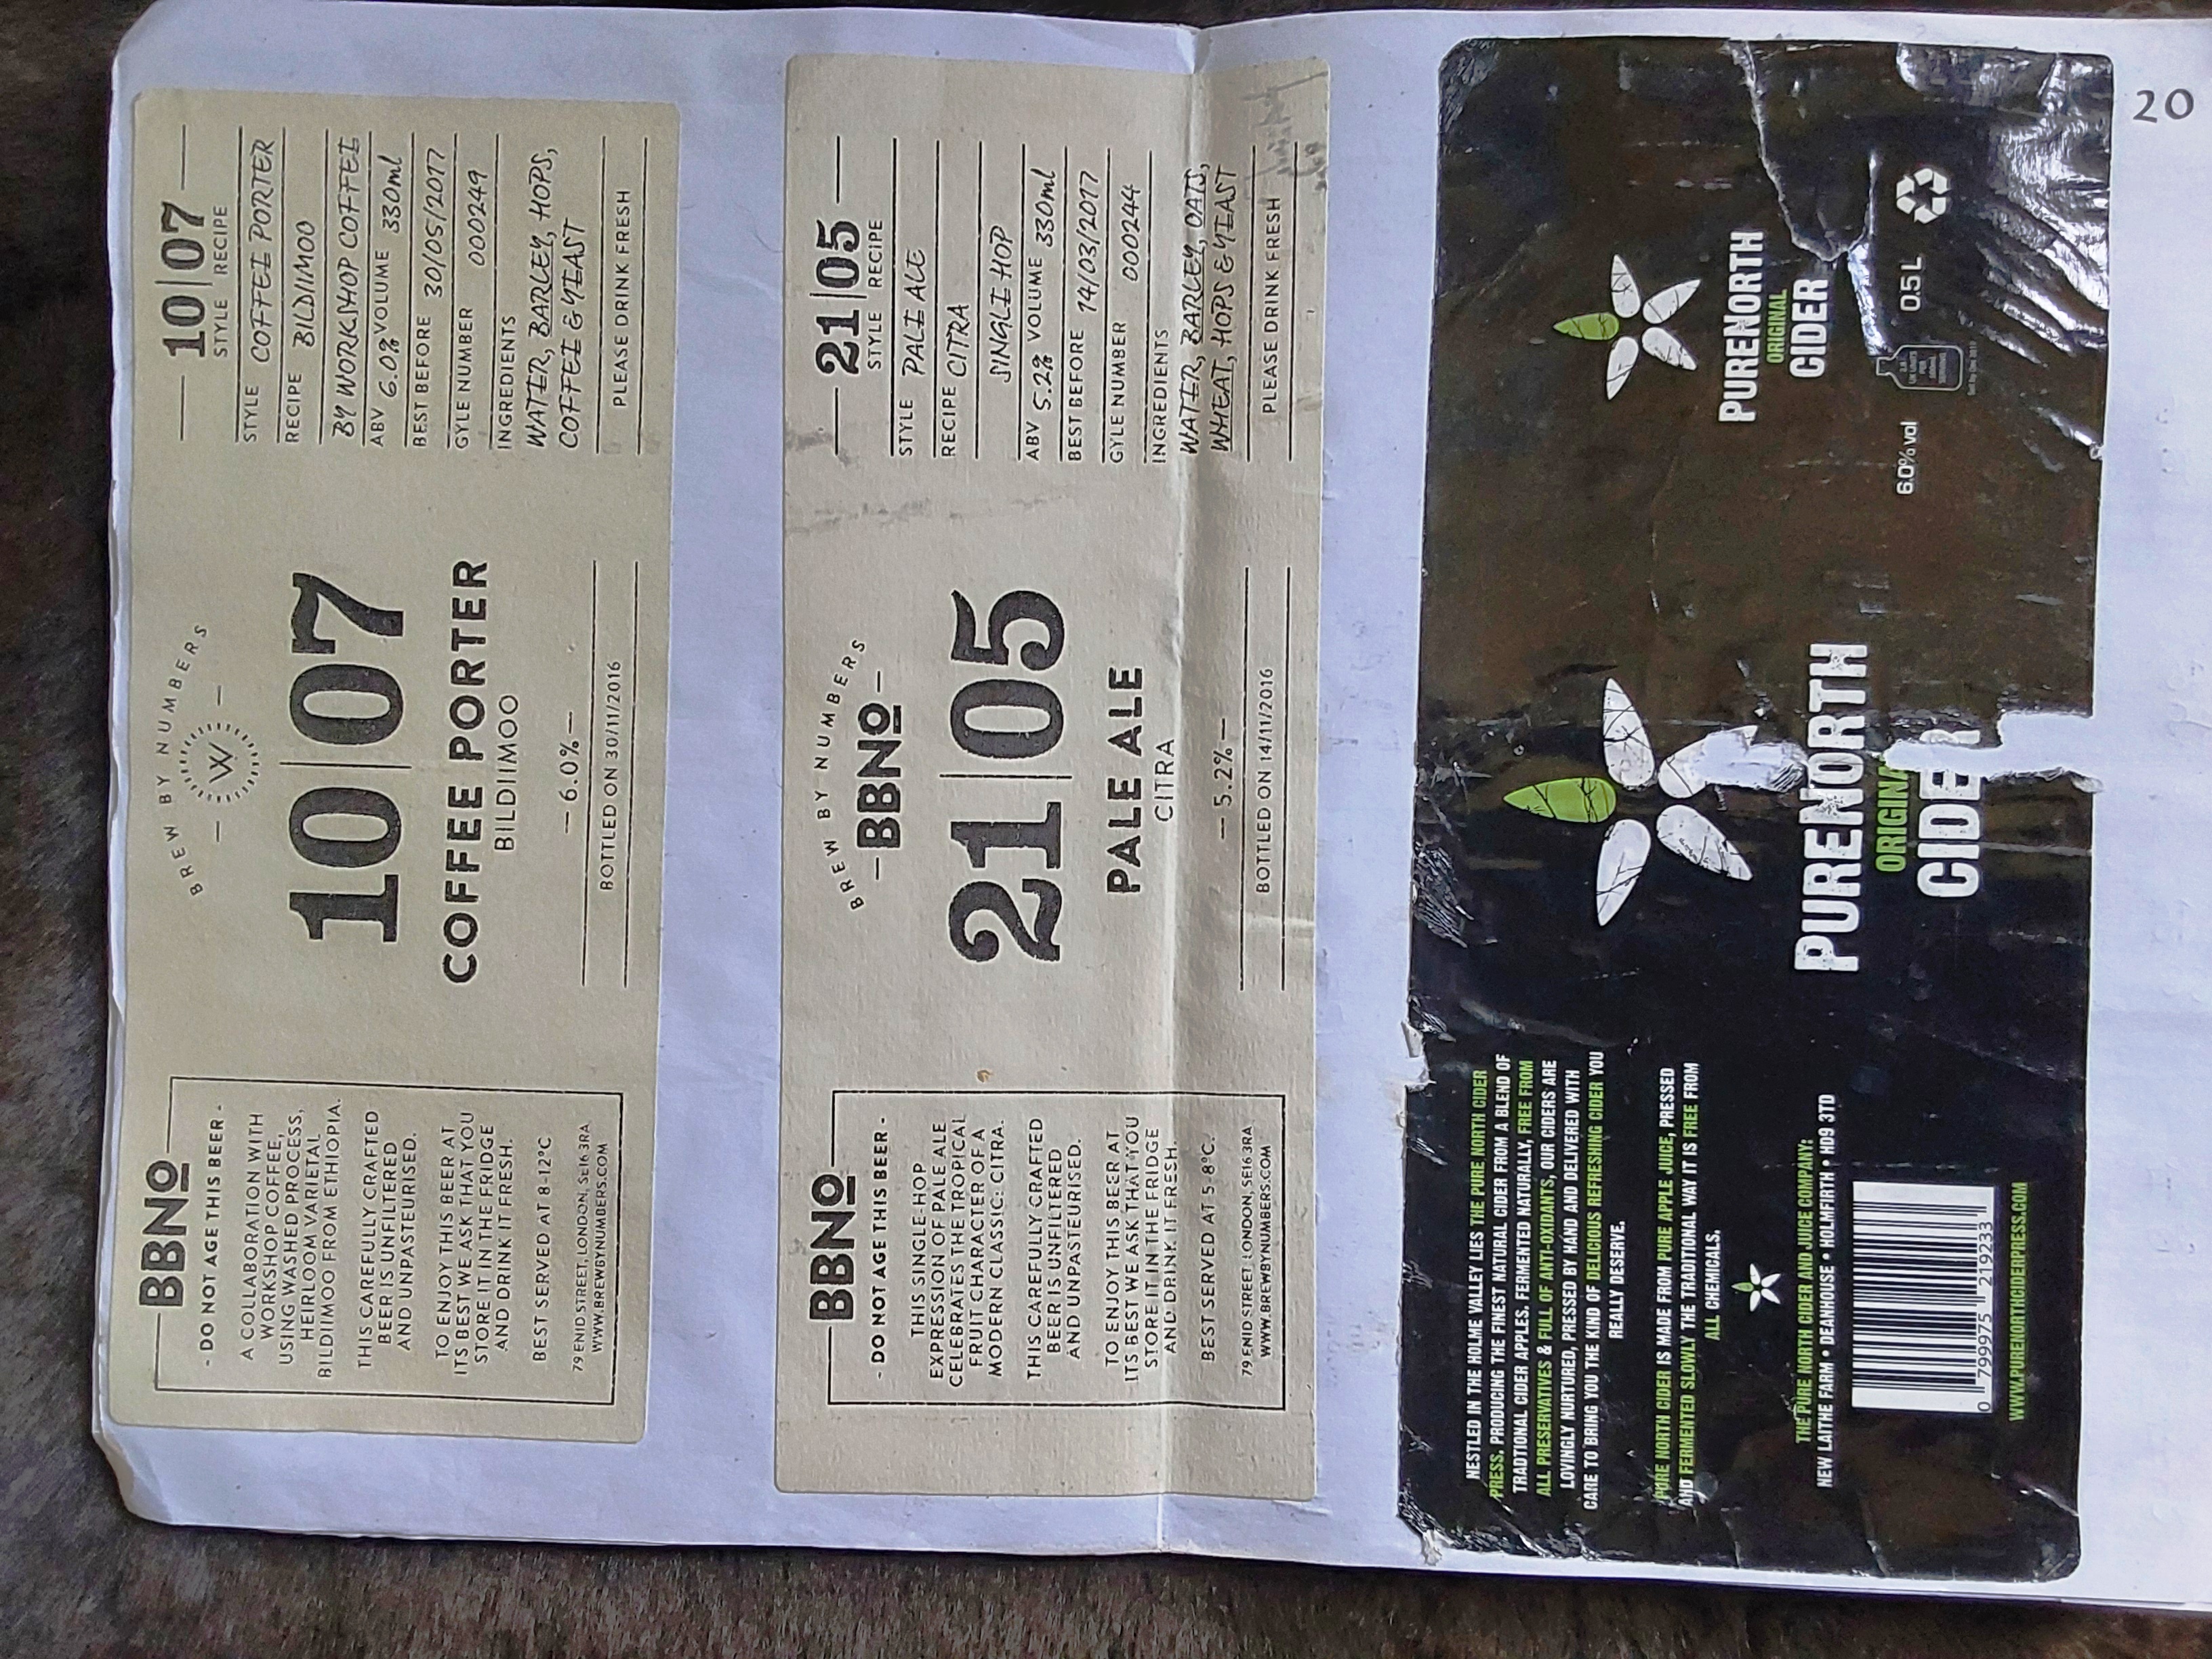 BBNO
- DO NOT AGE THIS BEER -
A COLLABORATION WITH
WORKSHOP COFFEE,
USING WASHED PROCESS,
HEIRLOOM VARIETAL
BILDIIMOO FROM ETHIOPIA.
THIS CAREFULLY CRAFTED
BEER IS UNFILTERED
AND UNPASTEURISED.
TO ENJOY THIS BEER AT
ITS BEST WE ASK THAT YOU
STORE IT IN THE FRIDGE
AND DRINK IT FRESH.
BEST SERVED AT 8-12°C
79 ENID STREET, LONDON, SE16 3RA
WWW.BREWBYNUMBERS.COM
BREW BY NUMBERS
W
10|07
COFFEE PORTER
BILDIIMOO
— 6.0% —
BOTTLED ON 30/11/2016
10|07
STYLE RECIPE
STYLE COFFEE PORTER
RECIPE BILDIMOO
BY WORKSHOP COFFEE
ABV 6.0% VOLUME 330ml
BEST BEFORE 30/05/2017
GYLE NUMBER 000249
INGREDIENTS
WATER, BARLEY, HOPS,
COFFEE & YEAST
PLEASE DRINK FRESH
BBNO
- DO NOT AGE THIS BEER -
THIS SINGLE-HOP
EXPRESSION OF PALE ALE
CELEBRATES THE TROPICAL
FRUIT CHARACTER OF A
MODERN CLASSIC: CITRA.
THIS CAREFULLY CRAFTED
BEER IS UNFILTERED
AND UNPASTEURISED.
TO ENJOY THIS BEER AT
ITS BEST WE ASK THAT YOU
STORE IT IN THE FRIDGE
AND DRINK IT FRESH.
BEST SERVED AT 5-8°C.
79 ENID STREET, LONDON, SE16 3RA
WWW.BREWBYNUMBERS.COM
BREW BY NUMBERS
— BBNO —
21|05
PALE ALE
CITRA
— 5.2% —
BOTTLED ON 14/11/2016
21|05
STYLE RECIPE
STYLE PALE ALE
RECIPE CITRA
SINGLE HOP
ABV 5.2% VOLUME 330ml
BEST BEFORE 14/03/2017
GYLE NUMBER 000244
INGREDIENTS
WATER, BARLEY, OATS,
WHEAT, HOPS & YEAST
PLEASE DRINK FRESH
NESTLED IN THE HOLME VALLEY LIES THE PURE NORTH CIDER
PRESS. PRODUCING THE FINEST NATURAL CIDER FROM A BLEND OF
TRADTIONAL CIDER APPLES. FERMENTED NATURALLY, FREE FROM
ALL PRESERVATIVES & FULL OF ANTI-OXIDANTS, OUR CIDERS ARE
LOVINGLY NURTURED, PRESSED BY HAND AND DELIVERED WITH
CARE TO BRING YOU THE KIND OF DELICIOUS REFRESHING CIDER YOU
REALLY DESERVE.
PURE NORTH CIDER IS MADE FROM PURE APPLE JUICE, PRESSED
AND FERMENTED SLOWLY THE TRADITIONAL WAY IT IS FREE FROM
ALL CHEMICALS.
THE PURE NORTH CIDER AND JUICE COMPANY:
NEW LAITHE FARM • DEANHOUSE • HOLMFIRTH • HD9 3TD
0 799975 219233
WWW.PURENORTHCIDERPRESS.COM
PURENORTH
ORIGINA
CIDER
PURENORTH
ORIGINAL
CIDER
6.0% vol
0.5 L
20